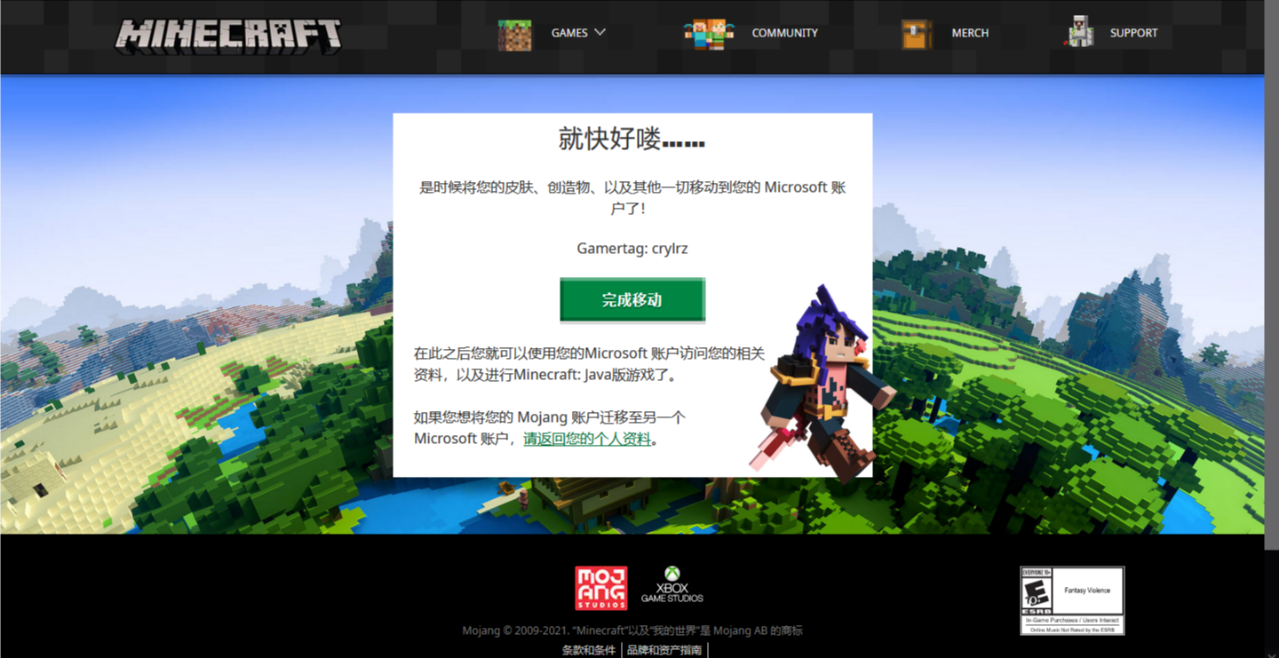 MINECRAFT
GAMES
COMMUNITY
MERCH
SUPPORT
就快好喽……
是时候将您的皮肤、创造物、以及其他一切移动到您的 Microsoft 账
户了！
Gamertag: crylrz
完成移动
在此之后您就可以使用您的Microsoft 账户访问您的相关
资料，以及进行Minecraft: Java版游戏了。
如果您想将您的 Mojang 账户迁移至另一个
Microsoft 账户，请返回您的个人资料。
MOJANG STUDIOS
XBOX
GAME STUDIOS
EVERYONE 10+
E 10+
ESRB
Fantasy Violence
In-Game Purchases / Users Interact
Online Music Not Rated by the ESRB
Mojang © 2009-2021. “Minecraft”以及“我的世界”是 Mojang AB 的商标
条款和条件 | 品牌和资产指南 |